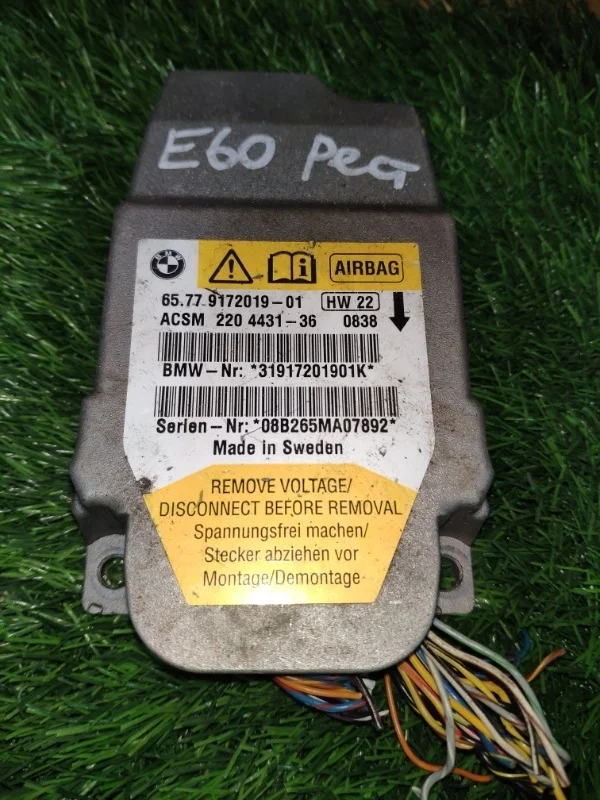 E60 рест
BMW
AIRBAG
65.77 9172019-01 HW 22
ACSM 220 4431-36 0838
BMW-Nr: *31917201901K*
Serien-Nr: *08B265MA07892*
Made in Sweden
REMOVE VOLTAGE/
DISCONNECT BEFORE REMOVAL
Spannungsfrei machen/
Stecker abziehen vor
Montage/Demontage